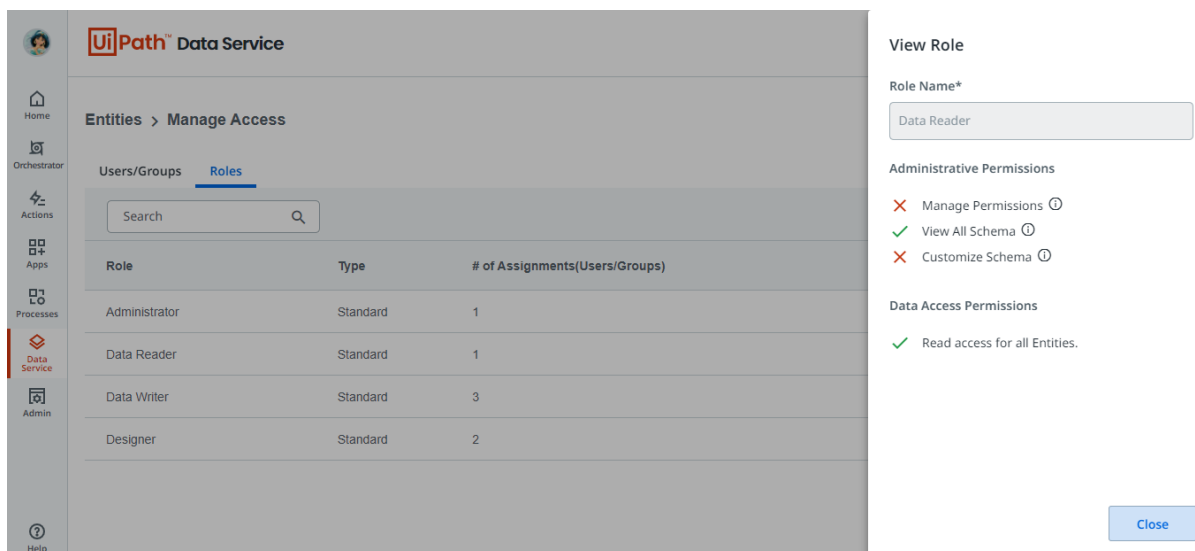 UiPath™ Data Service
Home
Orchestrator
Actions
Apps
Processes
Data
Service
Admin
Help
Entities > Manage Access
Users/Groups Roles
Search
Role Type # of Assignments(Users/Groups)
Administrator Standard 1
Data Reader Standard 1
Data Writer Standard 3
Designer Standard 2
View Role
Role Name*
Data Reader
Administrative Permissions
Manage Permissions
View All Schema
Customize Schema
Data Access Permissions
Read access for all Entities.
Close